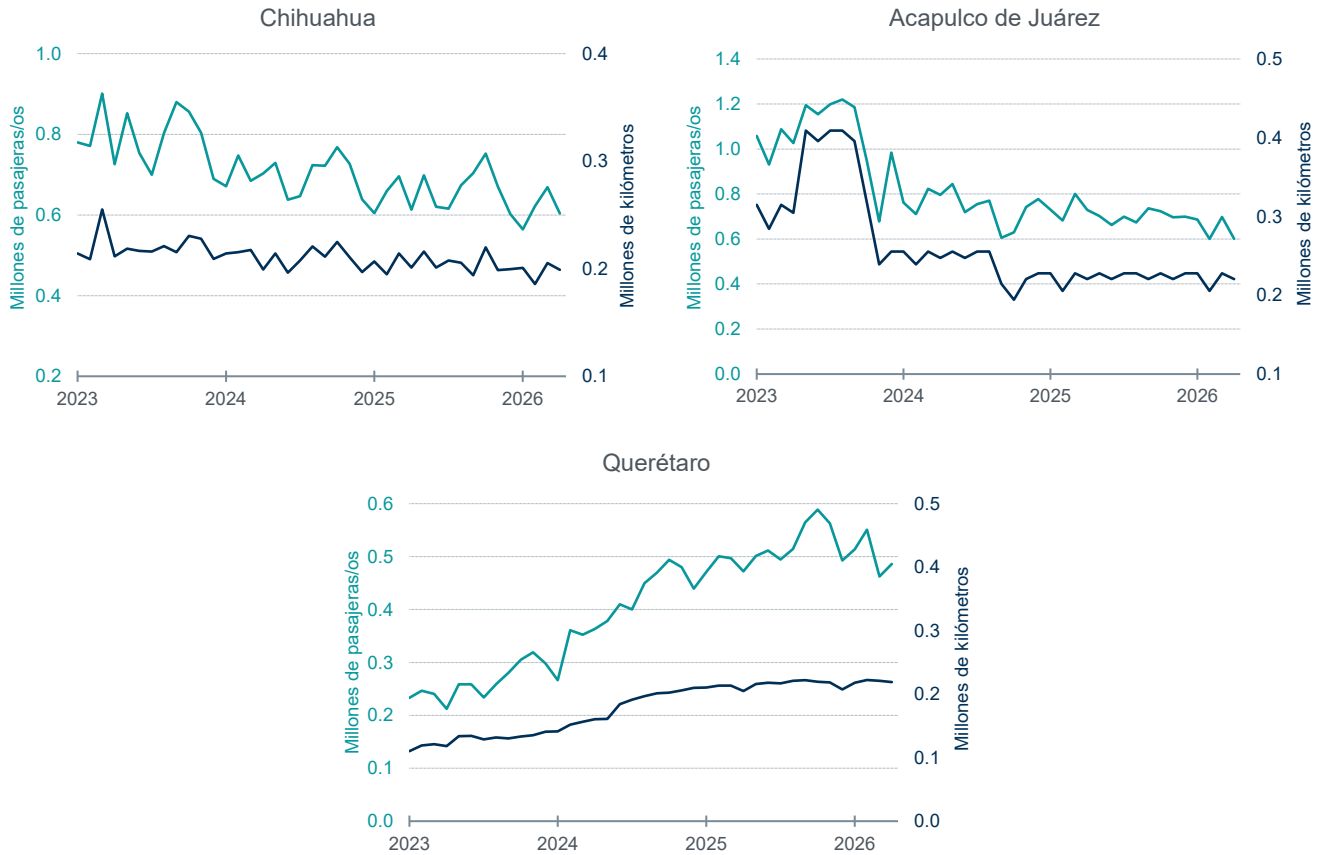 Chihuahua
Millones de pasajeras/os
1.0
0.8
0.6
0.4
0.2
0.4
0.3
0.2
0.1
Millones de kilómetros
2023 2024 2025 2026
Acapulco de Juárez
Millones de pasajeras/os
1.4
1.2
1.0
0.8
0.6
0.4
0.2
0.0
0.5
0.4
0.3
0.2
0.1
Millones de kilómetros
2023 2024 2025 2026
Querétaro
Millones de pasajeras/os
0.6
0.5
0.4
0.3
0.2
0.1
0.0
0.5
0.4
0.3
0.2
0.1
0.0
Millones de kilómetros
2023 2024 2025 2026